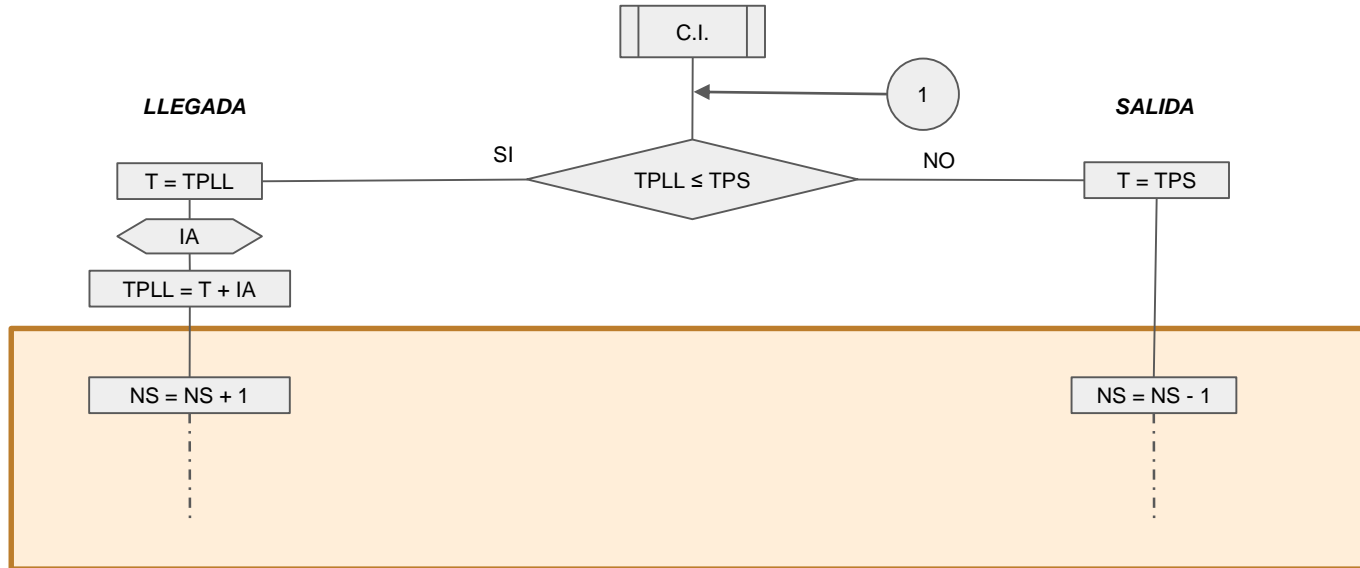 C.I.
1
LLEGADA
SALIDA
SI
NO
T = TPLL
TPLL ≤ TPS
T = TPS
IA
TPLL = T + IA
NS = NS + 1
NS = NS - 1